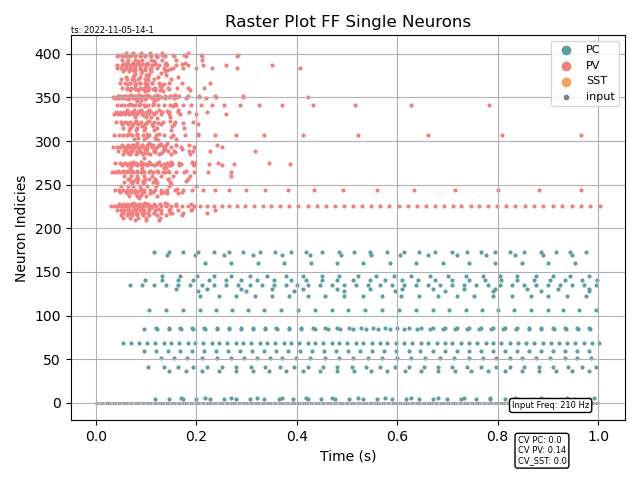 Raster Plot FF Single Neurons
ts: 2022-11-05-14-1
PC
PV
SST
input
400
350
300
250
200
150
100
50
0
Neuron Indicies
Input Freq: 210 Hz
0.0 0.2 0.4 0.6 0.8 1.0
Time (s)
CV PC: 0.0
CV PV: 0.14
CV_SST: 0.0